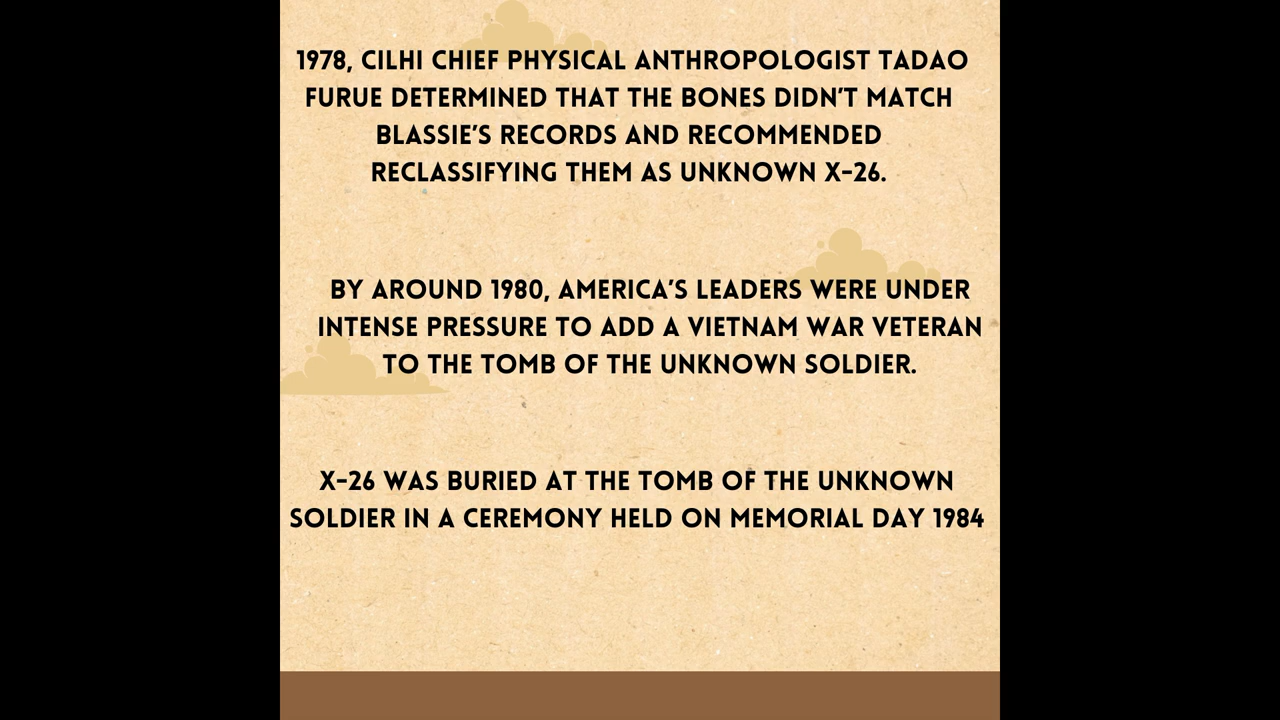 1978, CILHI CHIEF PHYSICAL ANTHROPOLOGIST TADAO
FURUE DETERMINED THAT THE BONES DIDN'T MATCH
BLASSIE'S RECORDS AND RECOMMENDED
RECLASSIFYING THEM AS UNKNOWN X-26.
BY AROUND 1980, AMERICA'S LEADERS WERE UNDER
INTENSE PRESSURE TO ADD A VIETNAM WAR VETERAN
TO THE TOMB OF THE UNKNOWN SOLDIER.
X-26 WAS BURIED AT THE TOMB OF THE UNKNOWN
SOLDIER IN A CEREMONY HELD ON MEMORIAL DAY 1984